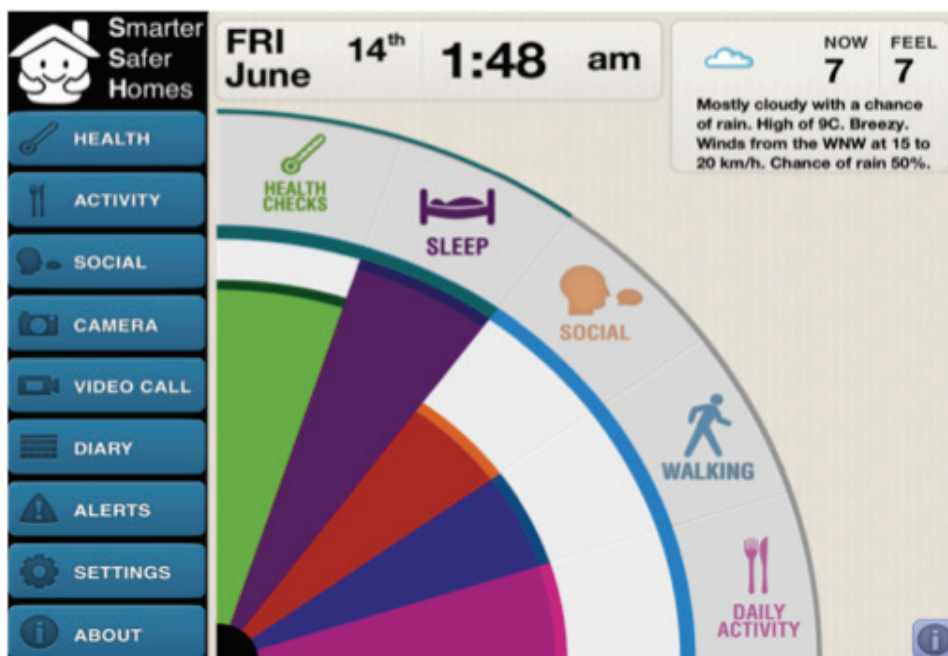 Smarter
Safer
Homes
HEALTH
ACTIVITY
SOCIAL
CAMERA
VIDEO CALL
DIARY
ALERTS
SETTINGS
ABOUT
FRI 14th 1:48 am
June
NOW FEEL
7 7
Mostly cloudy with a chance
of rain. High of 9C. Breezy.
Winds from the WNW at 15 to
20 km/h. Chance of rain 50%.
HEALTH
CHECKS
SLEEP
SOCIAL
WALKING
DAILY
ACTIVITY